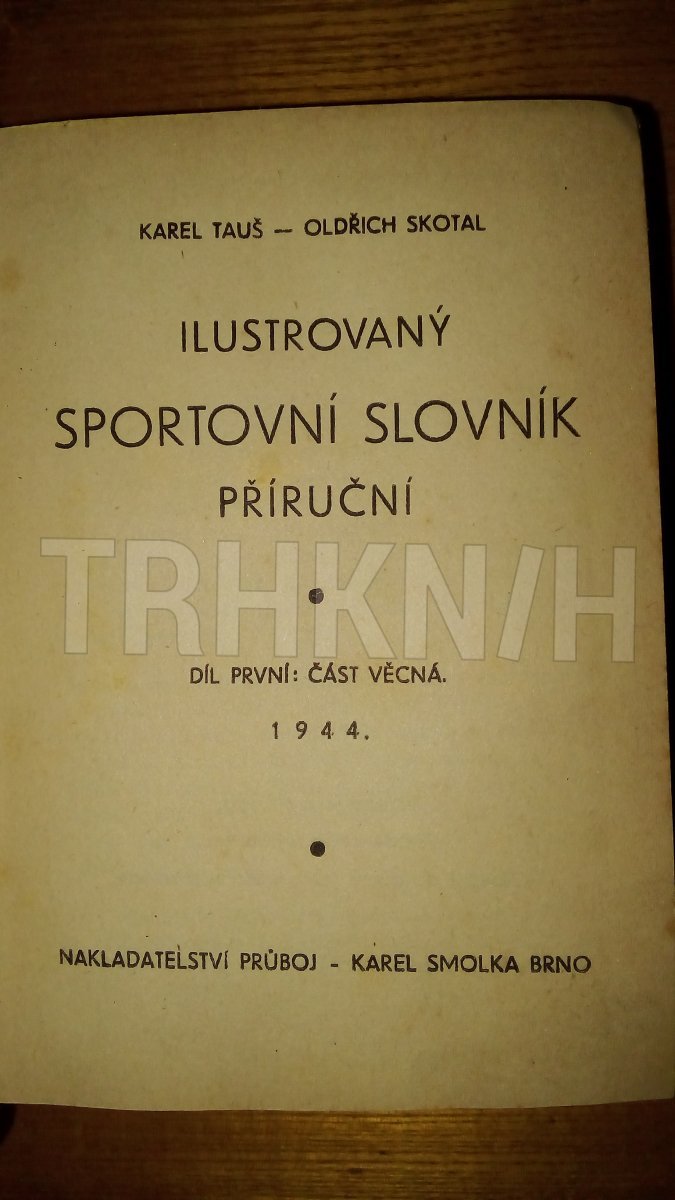 KAREL TAUŠ — OLDŘICH SKOTAL
ILUSTROVANÝ
SPORTOVNÍ SLOVNÍK
PŘÍRUČNÍ
TRHKNIH
DÍL PRVNÍ: ČÁST VĚCNÁ.
1944.
NAKLADATELSTVÍ PRŮBOJ - KAREL SMOLKA BRNO